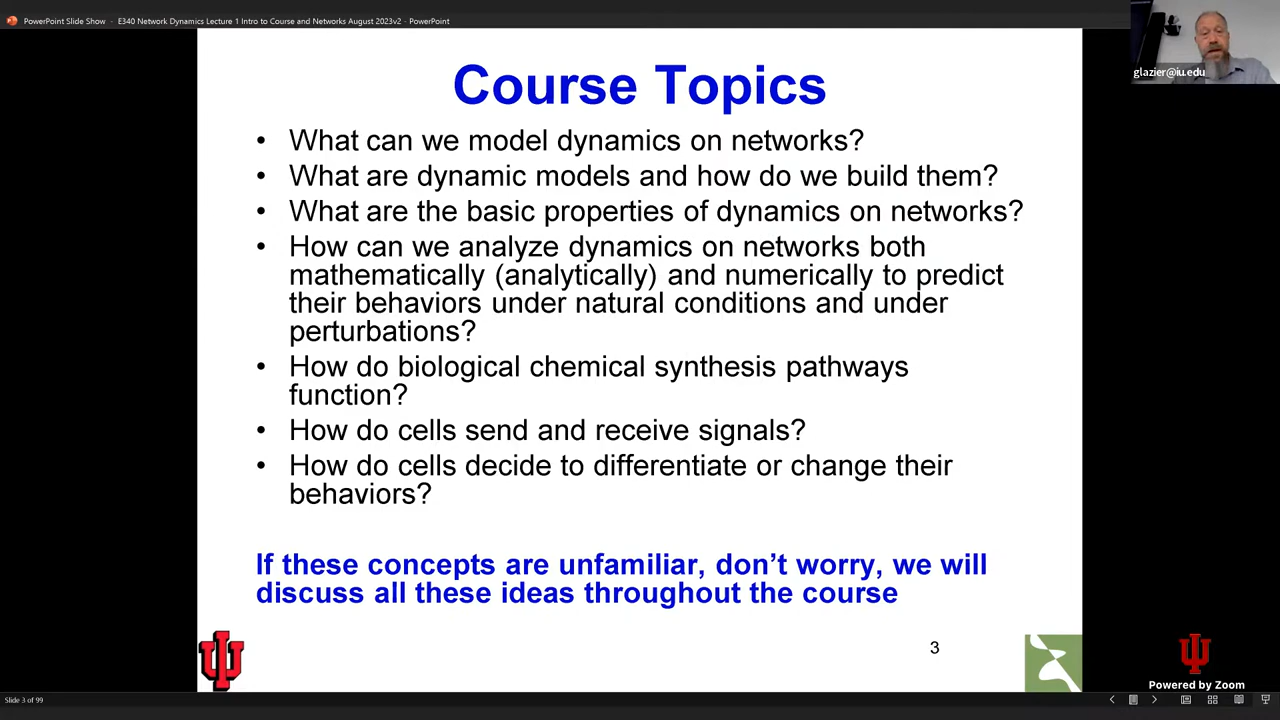 PowerPoint Slide Show - E340 Network Dynamics Lecture 1 Intro to Course and Networks August 2023v2 - PowerPoint
glazier@iu.edu
Course Topics
• What can we model dynamics on networks?
• What are dynamic models and how do we build them?
• What are the basic properties of dynamics on networks?
• How can we analyze dynamics on networks both
mathematically (analytically) and numerically to predict
their behaviors under natural conditions and under
perturbations?
• How do biological chemical synthesis pathways
function?
• How do cells send and receive signals?
• How do cells decide to differentiate or change their
behaviors?
If these concepts are unfamiliar, don’t worry, we will
discuss all these ideas throughout the course
3
Powered by Zoom
Slide 3 of 99